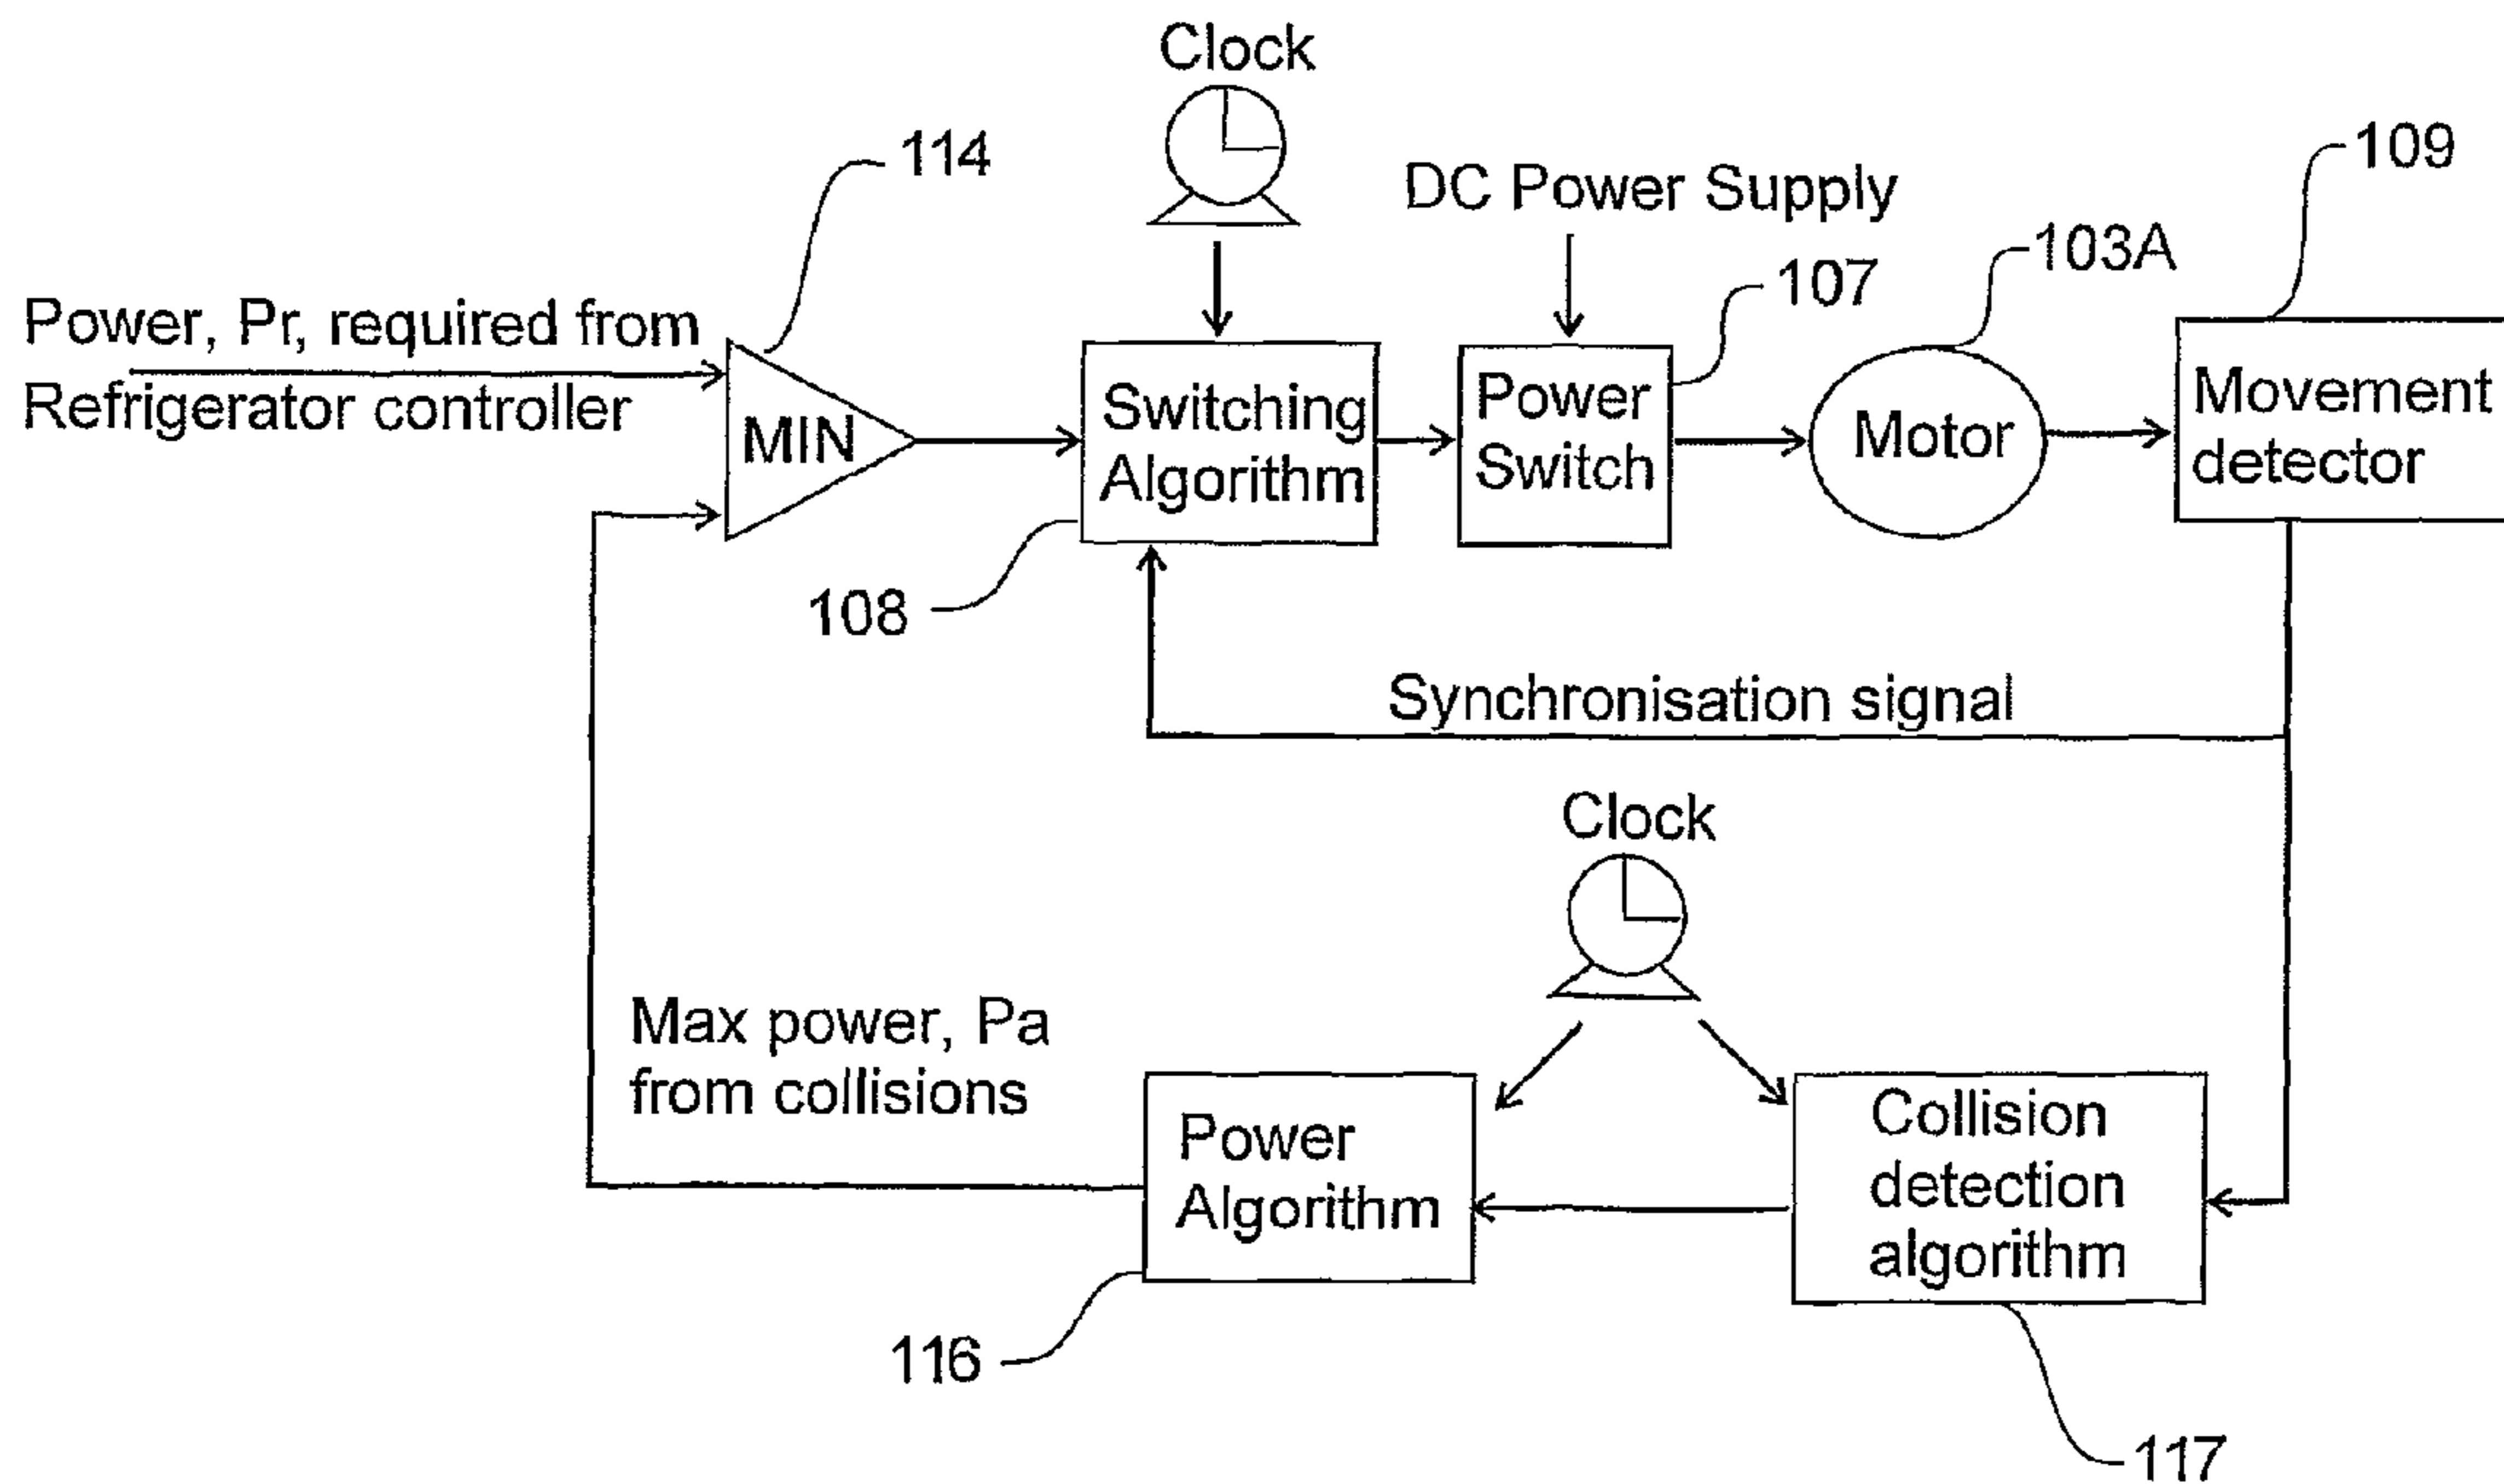 Clock
114
109
DC Power Supply
103A
107
Power, Pr, required from
Refrigerator controller
MIN
Switching
Algorithm
Power
Switch
Motor
Movement
detector
108
Synchronisation signal
Clock
Max power, Pa
from collisions
Power
Algorithm
Collision
detection
algorithm
116
117